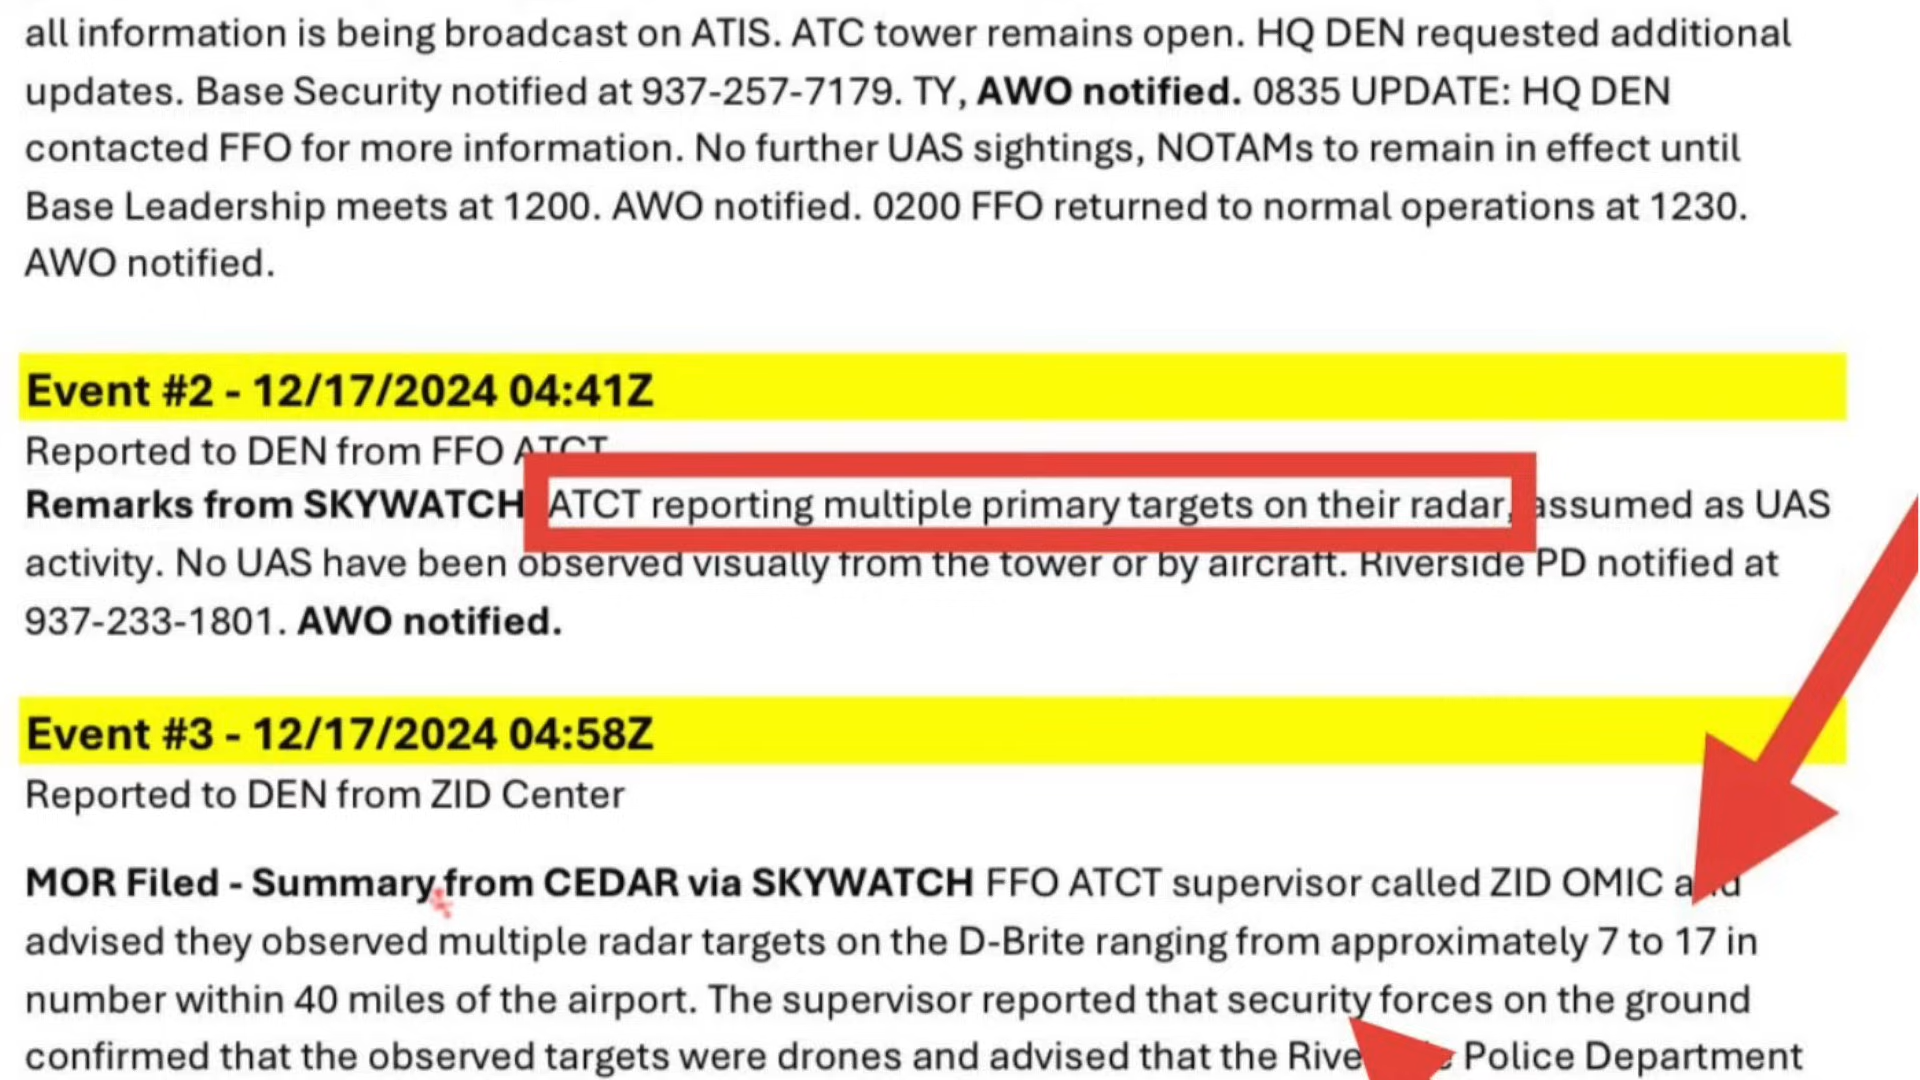 all information is being broadcast on ATIS. ATC tower remains open. HQ DEN requested additional
updates. Base Security notified at 937-257-7179. TY, AWO notified. 0835 UPDATE: HQ DEN
contacted FFO for more information. No further UAS sightings, NOTAMs to remain in effect until
Base Leadership meets at 1200. AWO notified. 0200 FFO returned to normal operations at 1230.
AWO notified.
Event #2 - 12/17/2024 04:41Z
Reported to DEN from FFO ATCT
Remarks from SKYWATCH ATCT reporting multiple primary targets on their radar, assumed as UAS
activity. No UAS have been observed visually from the tower or by aircraft. Riverside PD notified at
937-233-1801. AWO notified.
Event #3 - 12/17/2024 04:58Z
Reported to DEN from ZID Center
MOR Filed - Summary from CEDAR via SKYWATCH FFO ATCT supervisor called ZID OMIC and
advised they observed multiple radar targets on the D-Brite ranging from approximately 7 to 17 in
number within 40 miles of the airport. The supervisor reported that security forces on the ground
confirmed that the observed targets were drones and advised that the Police Department